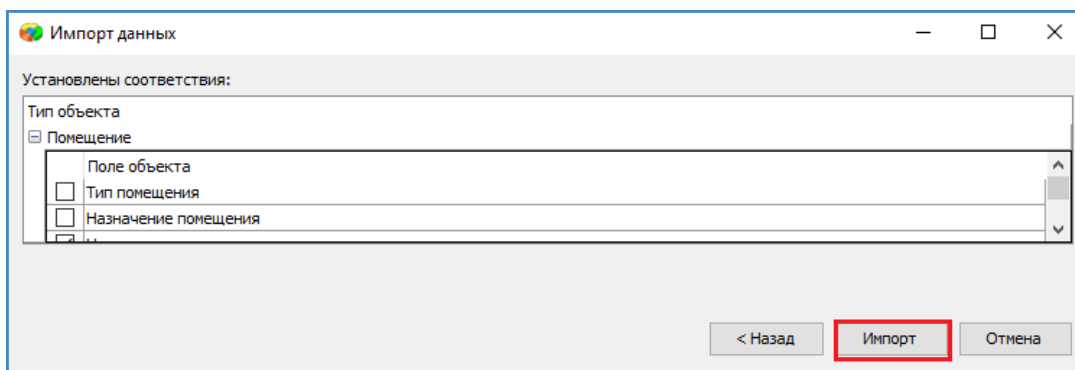 Импорт данных
Установлены соответствия:
Тип объекта
Помещение
Поле объекта
Тип помещения
Назначение помещения
< Назад Импорт Отмена